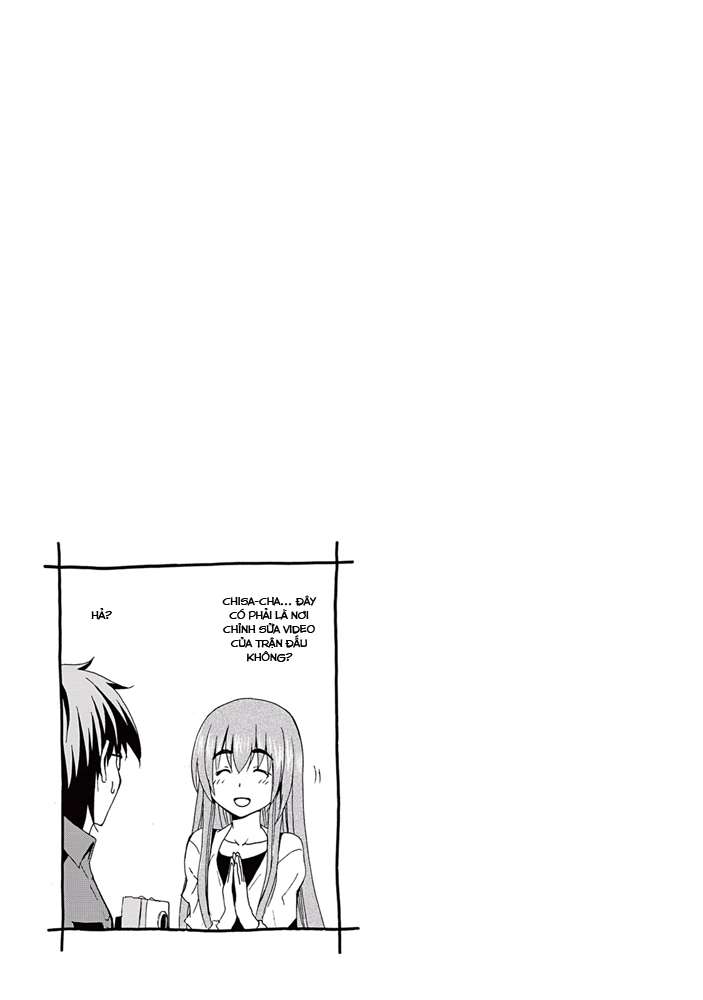 CHISA-CHA... ĐÂY
CÓ PHẢI LÀ NƠI
CHỈNH SỬA VIDEO
CỦA TRẬN ĐẤU
KHÔNG?
HẢ?